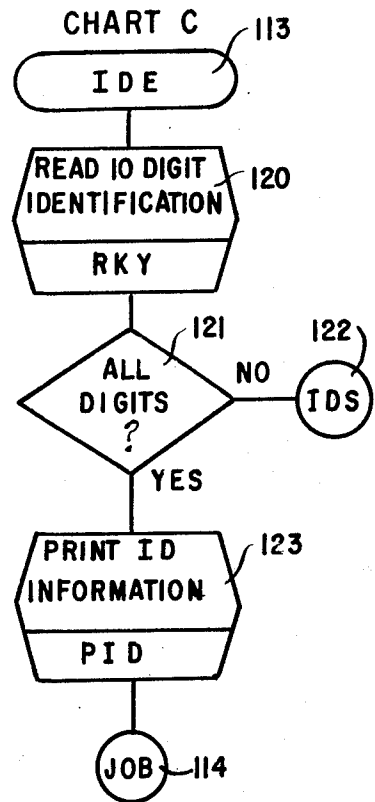 CHART C
113
IDE
READ 10 DIGIT
IDENTIFICATION
120
RKY
121
122
ALL
DIGITS
?
NO
IDS
YES
PRINT ID
INFORMATION
123
PID
JOB
114